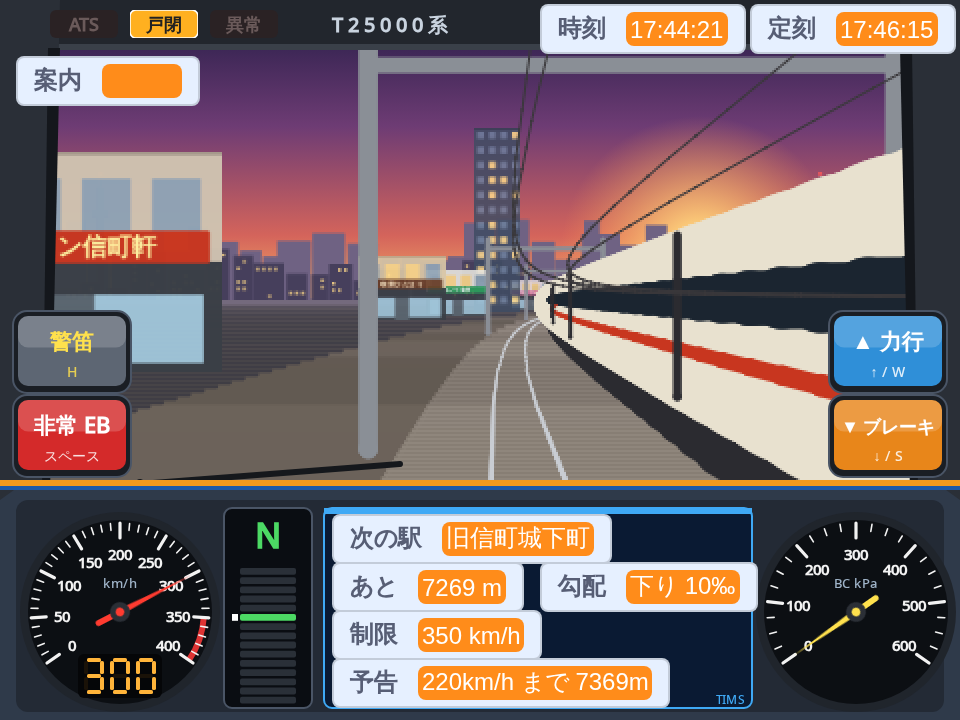 ATS 戸閉 異常 T25000系 時刻 17:44:21 定刻 17:46:15
案内
ン信町軒
警笛
H
非常 EB
スペース
▲ 力行
↑ / W
▼ ブレーキ
↓ / S
0 50 100 150 200 250 300 350 400
km/h
300
N
次の駅 旧信町城下町
あと 7269 m 勾配 下り 10‰
制限 350 km/h
予告 220km/h まで 7369m
TIMS
0 100 200 300 400 500 600
BC kPa